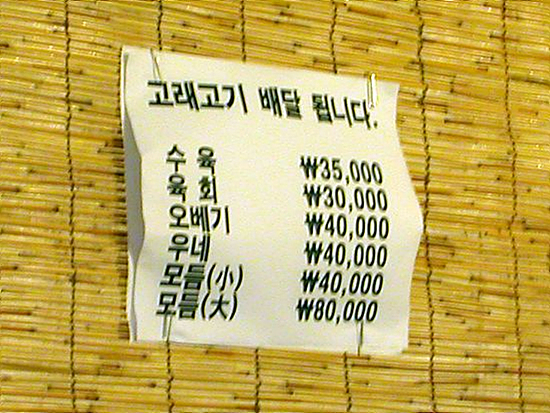 고래고기 배달 됩니다.
수 육 ₩35,000
육 회 ₩30,000
오베기 ₩40,000
우네 ₩40,000
모듬(小) ₩40,000
모듬(大) ₩80,000